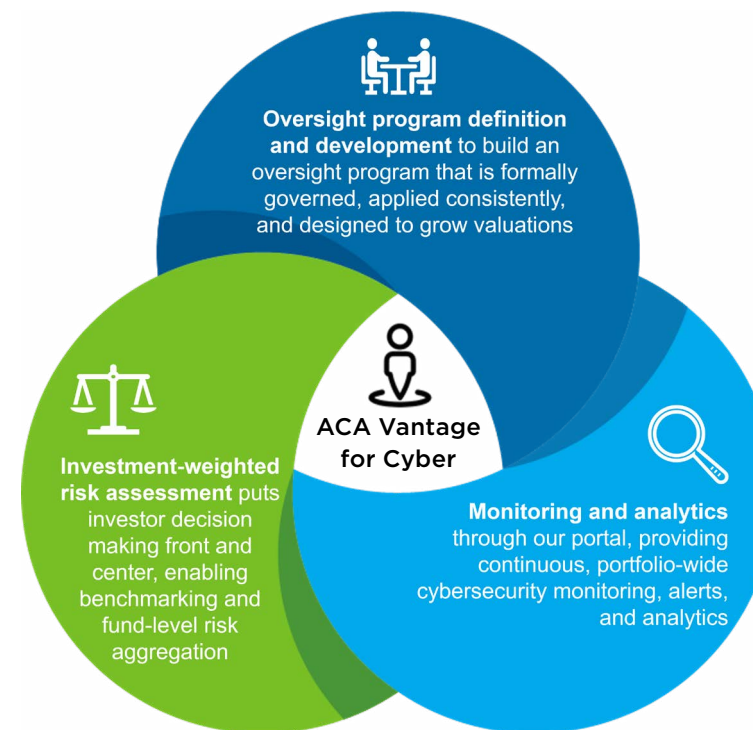 Oversight program definition
and development to build an
oversight program that is formally
governed, applied consistently,
and designed to grow valuations
ACA Vantage
for Cyber
Investment-weighted
risk assessment puts
investor decision
making front and
center, enabling
benchmarking and
fund-level risk
aggregation
Monitoring and analytics
through our portal, providing
continuous, portfolio-wide
cybersecurity monitoring, alerts,
and analytics